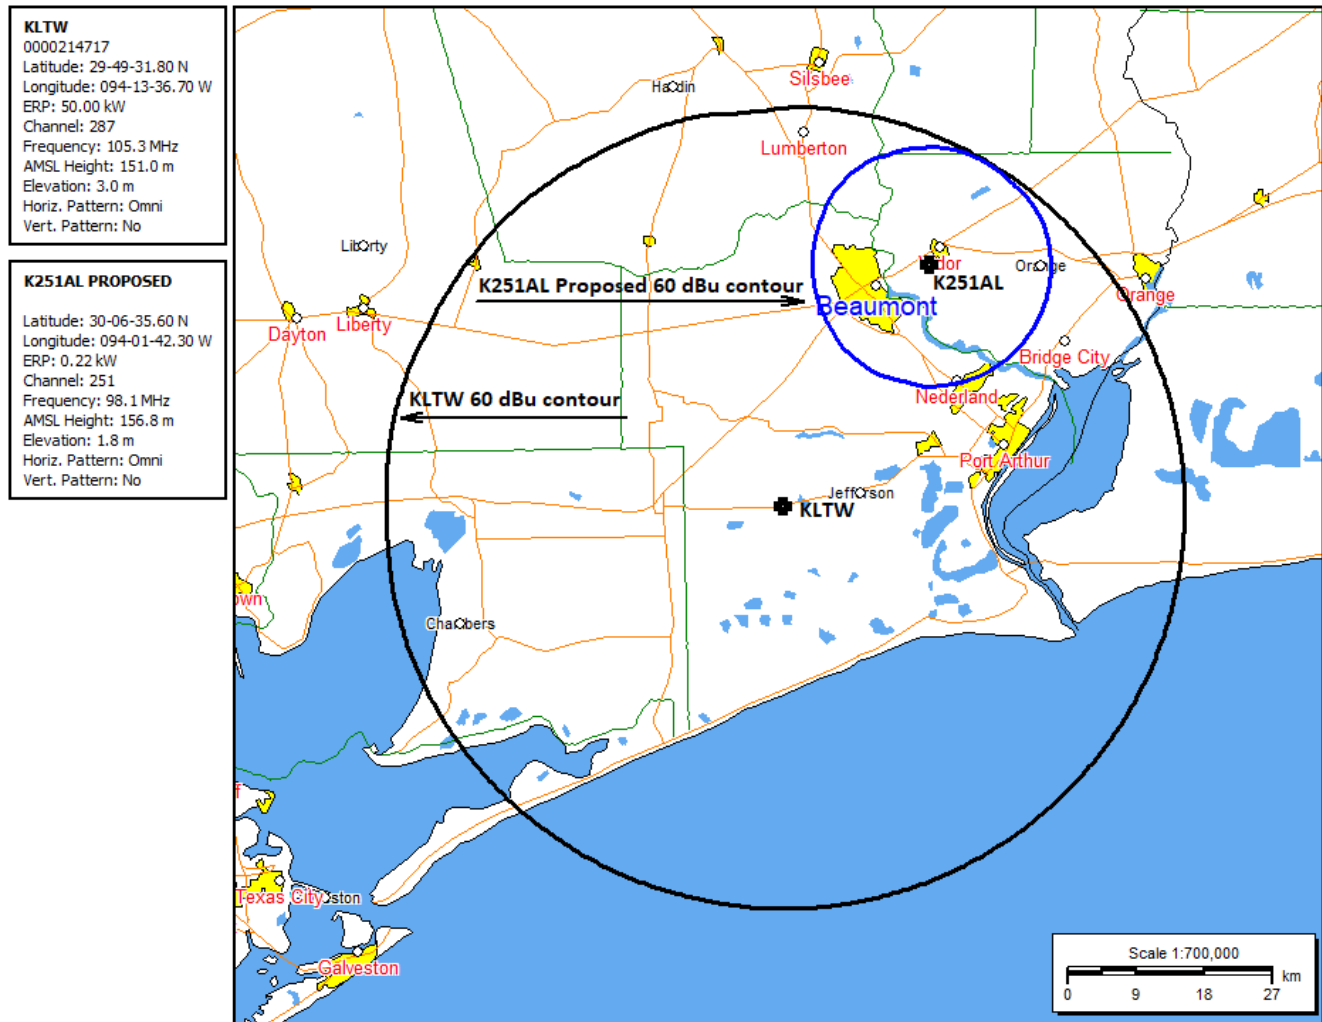 KLTW
0000214717
Latitude: 29-49-31.80 N
Longitude: 094-13-36.70 W
ERP: 50.00 kW
Channel: 287
Frequency: 105.3 MHz
AMSL Height: 151.0 m
Elevation: 3.0 m
Horiz. Pattern: Omni
Vert. Pattern: No
K251AL PROPOSED
Latitude: 30-06-35.60 N
Longitude: 094-01-42.30 W
ERP: 0.22 kW
Channel: 251
Frequency: 98.1 MHz
AMSL Height: 156.8 m
Elevation: 1.8 m
Horiz. Pattern: Omni
Vert. Pattern: No
Silsbee
Hardin
Lumberton
Liberty
Vidor
Orange
K251AL
K251AL Proposed 60 dBu contour
Orange
Beaumont
Dayton
Liberty
Bridge City
Nederland
KLTW 60 dBu contour
Port Arthur
Jefferson
KLTW
own
Chambers
f
Texas City
ston
Galveston
Scale 1:700,000
km
0 9 18 27